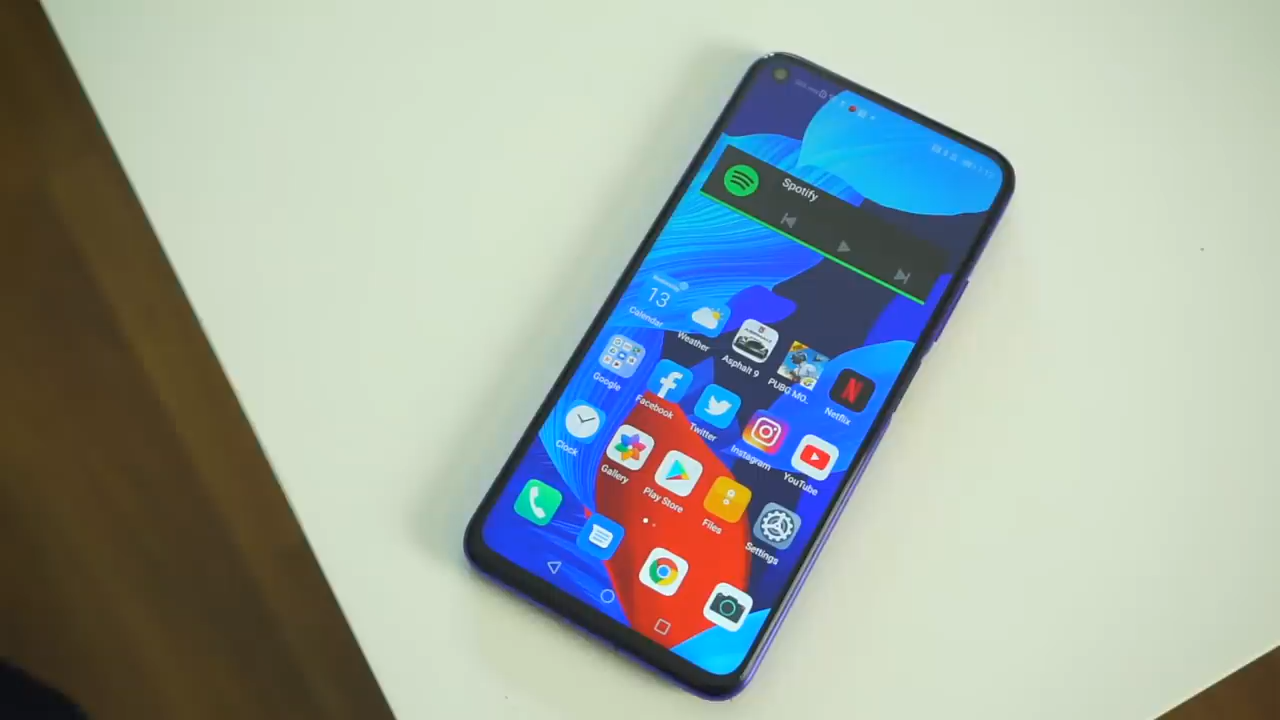 Spotify
13
Calendar
Weather
Asphalt 9
PUBG MO..
Netflix
Google
Facebook
Twitter
Instagram
YouTube
Clock
Gallery
Play Store
Files
Settings